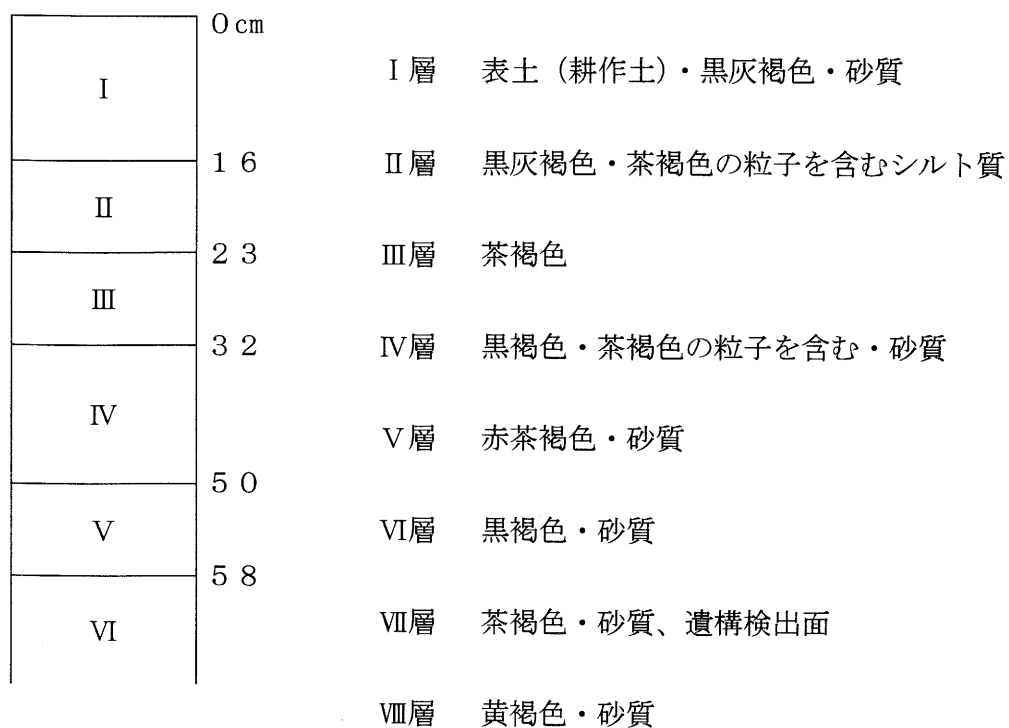 0cm
Ⅰ
Ⅰ層 表土（耕作土）・黒灰褐色・砂質
16
Ⅱ層 黒灰褐色・茶褐色の粒子を含むシルト質
Ⅱ
23
Ⅲ層 茶褐色
Ⅲ
32
Ⅳ層 黒褐色・茶褐色の粒子を含む・砂質
Ⅳ
Ⅴ層 赤茶褐色・砂質
50
Ⅴ
Ⅵ層 黒褐色・砂質
58
Ⅵ
Ⅶ層 茶褐色・砂質、遺構検出面
Ⅷ層 黄褐色・砂質